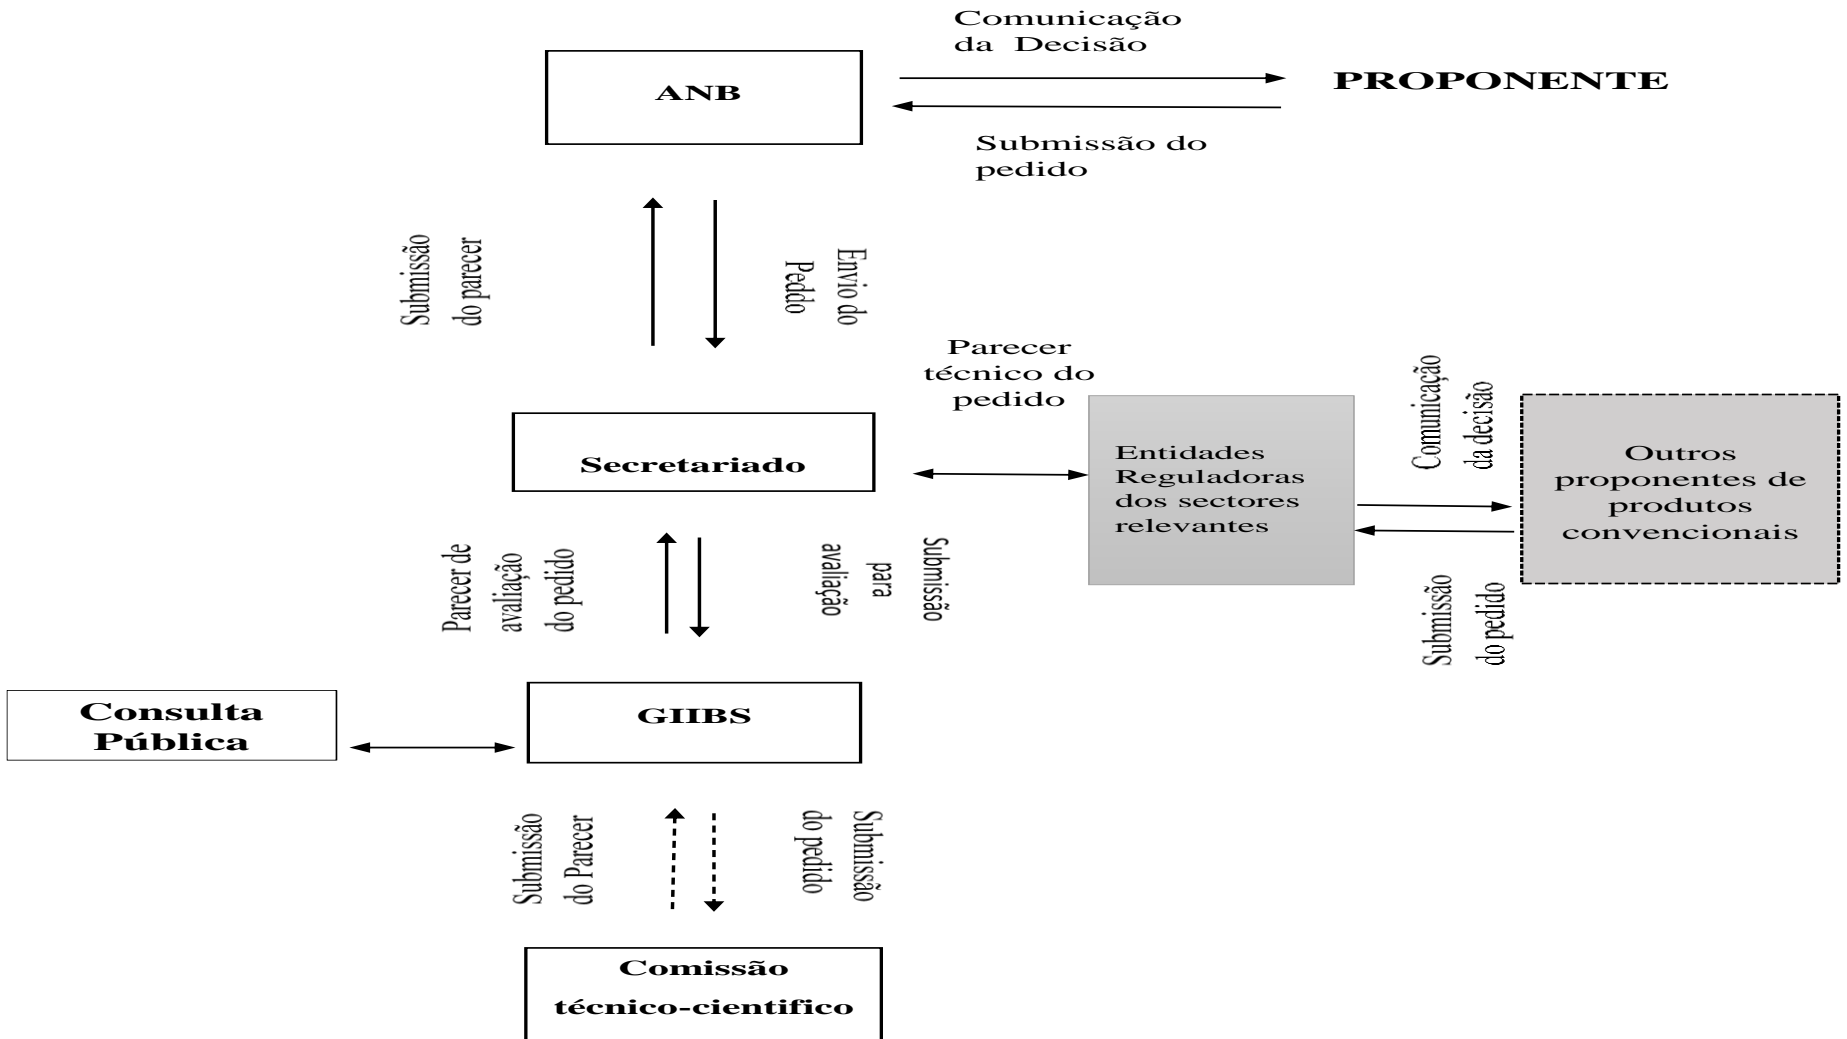 Comunicação
da Decisão
ANB
PROPONENTE
Submissão do
pedido
Submissão
do parecer
Envio do
Peddo
Parecer
técnico do
pedido
Comunicação
da decisão
Secretariado
Entidades
Reguladoras
dos sectores
relevantes
Outros
proponentes de
produtos
convencionais
Parecer de
avaliação
do pedido
Submissão
para
avaliação
Submissão
do pedido
Consulta
Pública
GIIBS
Submissão
do Parecer
Submissão
do pedido
Comissão
técnico-cientifico